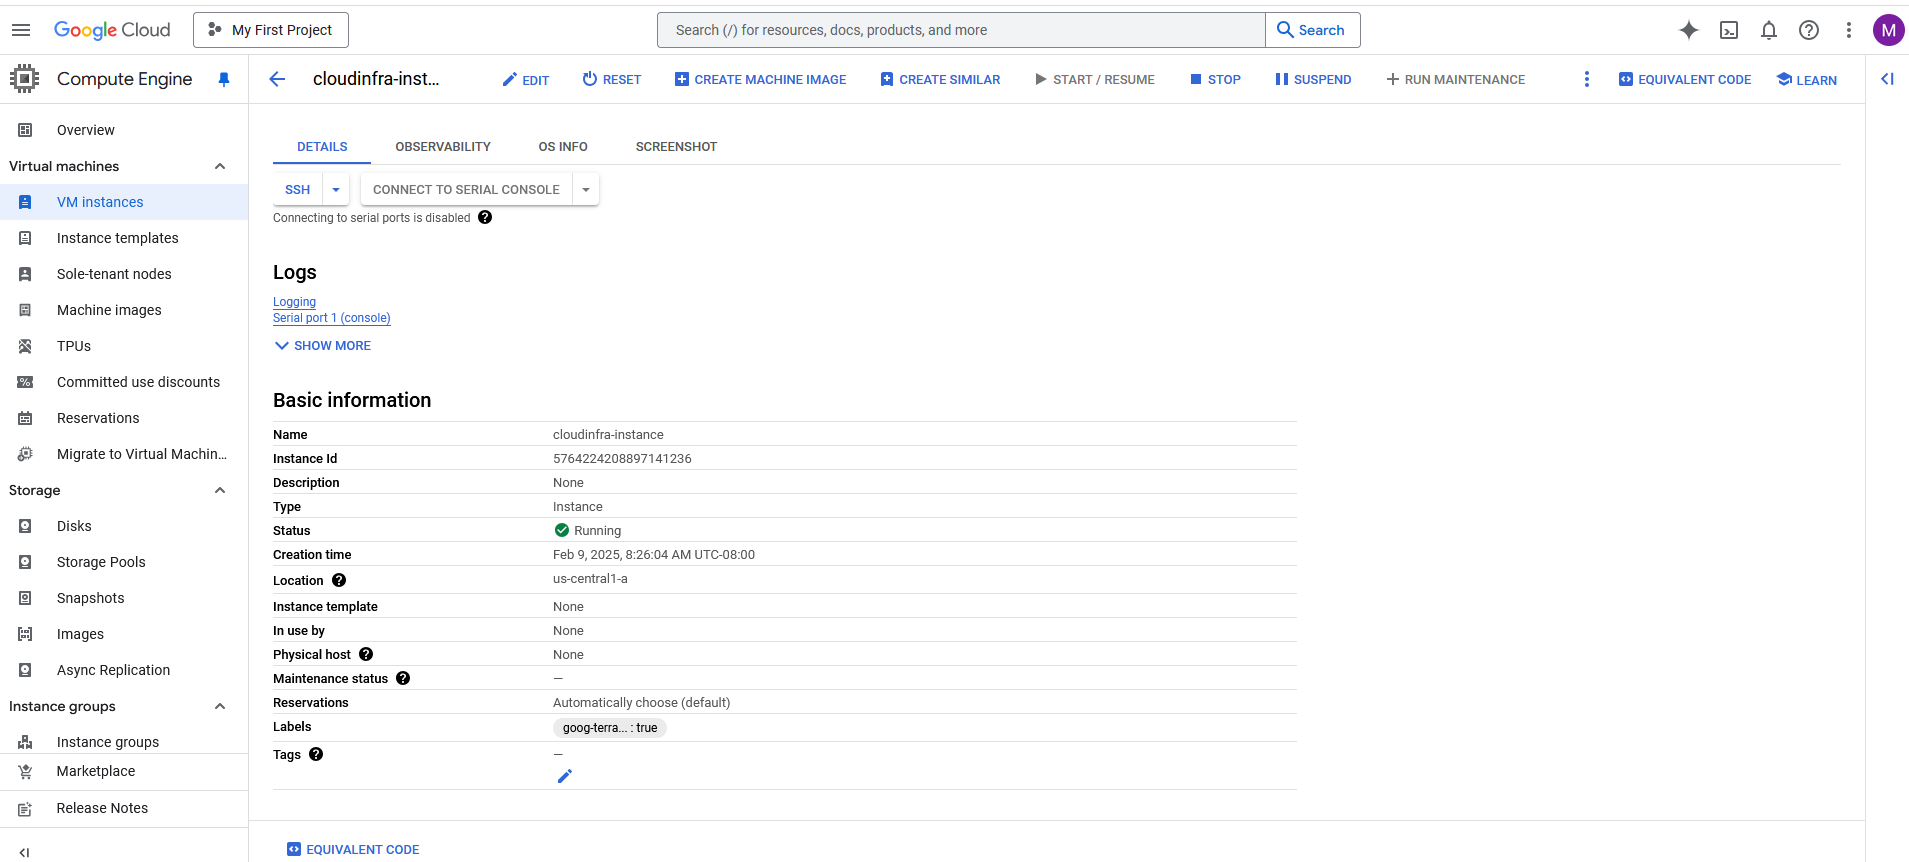 Google Cloud
My First Project
Search (/) for resources, docs, products, and more
Search
M
Compute Engine
cloudinfra-inst...
EDIT
RESET
CREATE MACHINE IMAGE
CREATE SIMILAR
START / RESUME
STOP
SUSPEND
RUN MAINTENANCE
EQUIVALENT CODE
LEARN
Overview
Virtual machines
VM instances
Instance templates
Sole-tenant nodes
Machine images
TPUs
Committed use discounts
Reservations
Migrate to Virtual Machin...
Storage
Disks
Storage Pools
Snapshots
Images
Async Replication
Instance groups
Instance groups
Marketplace
Release Notes
DETAILS
OBSERVABILITY
OS INFO
SCREENSHOT
SSH
CONNECT TO SERIAL CONSOLE
Connecting to serial ports is disabled
Logs
Logging
Serial port 1 (console)
SHOW MORE
Basic information
Name cloudinfra-instance
Instance Id 5764224208897141236
Description None
Type Instance
Status Running
Creation time Feb 9, 2025, 8:26:04 AM UTC-08:00
Location us-central1-a
Instance template None
In use by None
Physical host None
Maintenance status —
Reservations Automatically choose (default)
Labels goog-terra... : true
Tags —
EQUIVALENT CODE